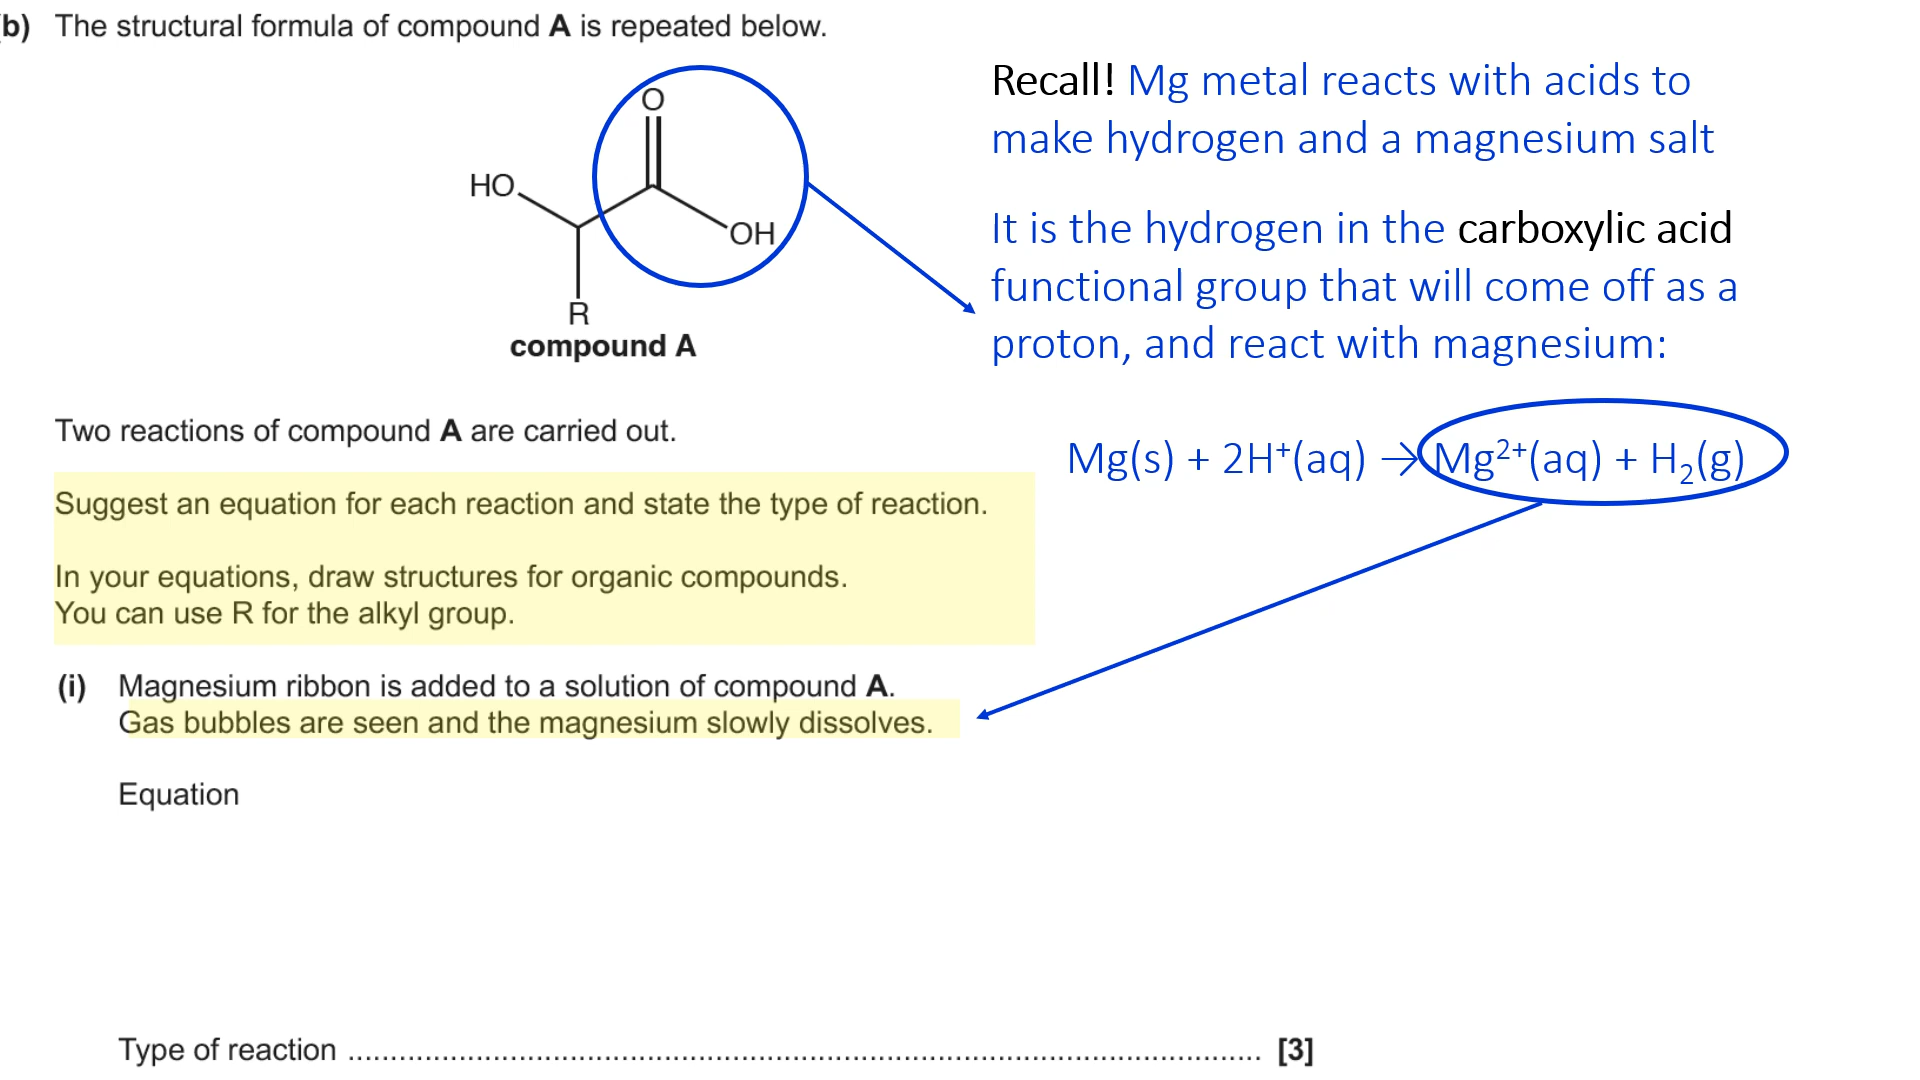 b) The structural formula of compound A is repeated below.
O
HO
OH
R
compound A
Recall! Mg metal reacts with acids to
make hydrogen and a magnesium salt
It is the hydrogen in the carboxylic acid
functional group that will come off as a
proton, and react with magnesium:
Mg(s) + 2H⁺(aq) → Mg²⁺(aq) + H₂(g)
Two reactions of compound A are carried out.
Suggest an equation for each reaction and state the type of reaction.
In your equations, draw structures for organic compounds.
You can use R for the alkyl group.
(i) Magnesium ribbon is added to a solution of compound A.
Gas bubbles are seen and the magnesium slowly dissolves.
Equation
Type of reaction ............................................................................................................ [3]